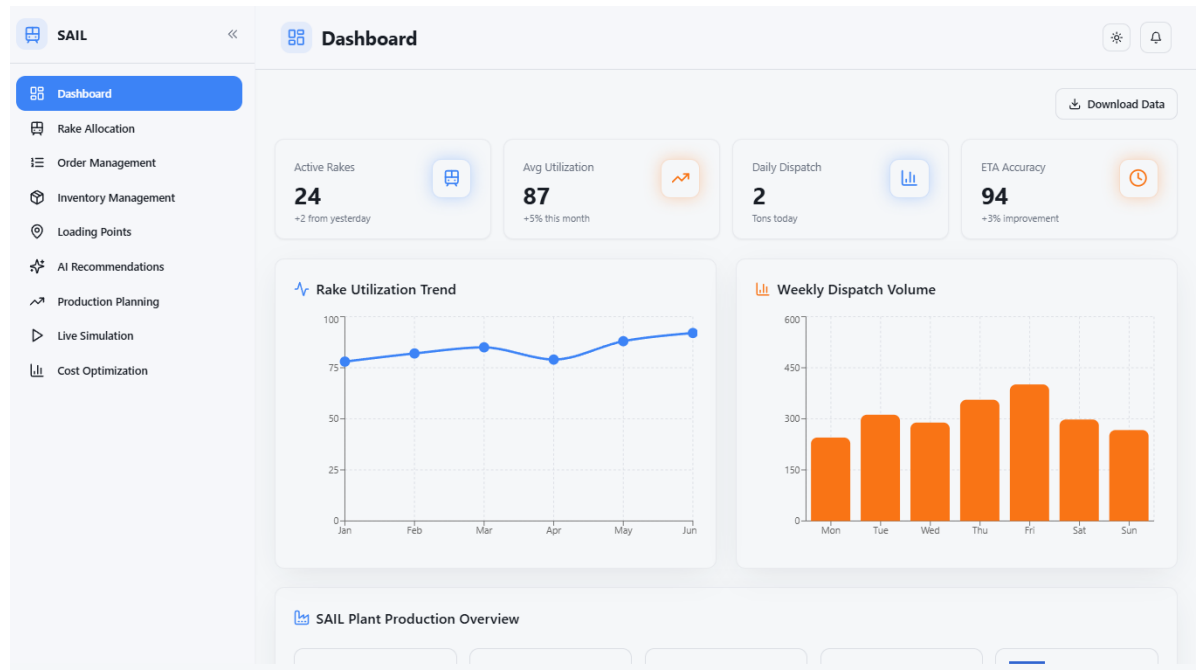 SAIL
Dashboard
Dashboard
Rake Allocation
Order Management
Inventory Management
Loading Points
AI Recommendations
Production Planning
Live Simulation
Cost Optimization
Download Data
Active Rakes
24
+2 from yesterday
Avg Utilization
87
+5% this month
Daily Dispatch
2
Tons today
ETA Accuracy
94
+3% improvement
Rake Utilization Trend
100
75
50
25
0
Jan Feb Mar Apr May Jun
Weekly Dispatch Volume
600
450
300
150
0
Mon Tue Wed Thu Fri Sat Sun
SAIL Plant Production Overview